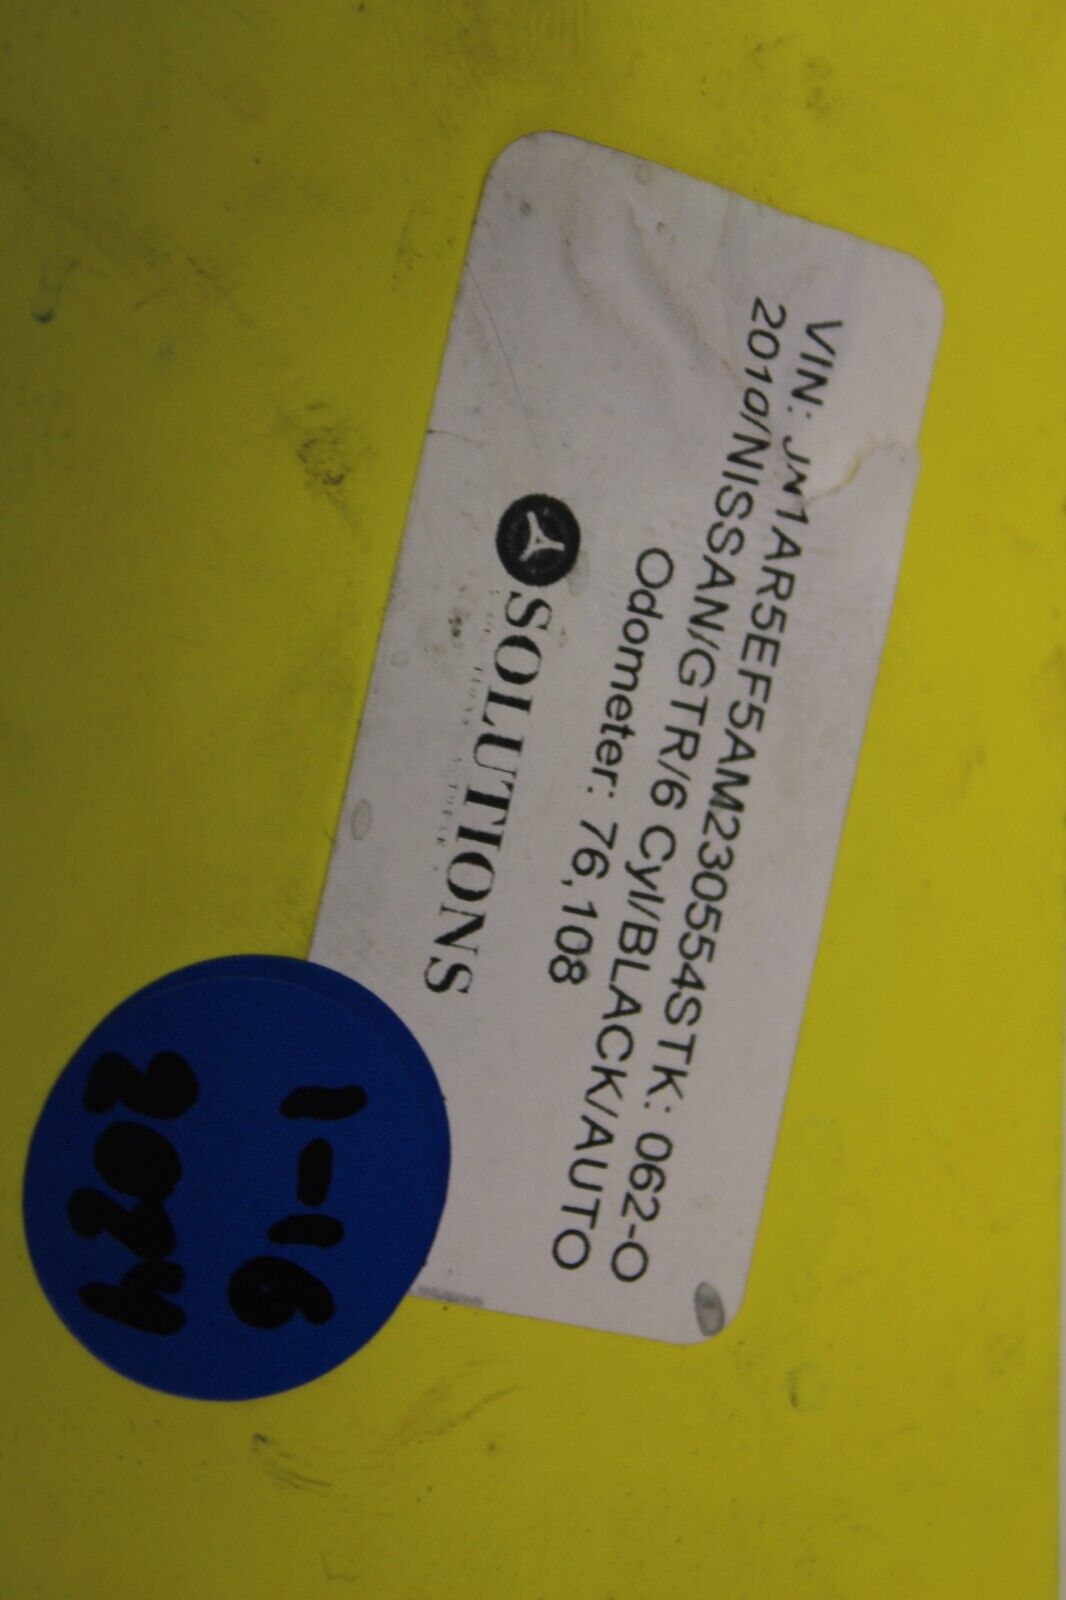 VIN: JN1AR5EF5AM230554STK: 062-O
2010/NISSAN/GTR/6 Cyl/BLACK/AUTO
Odometer: 76,108
SOLUTIONS
1-16
2024